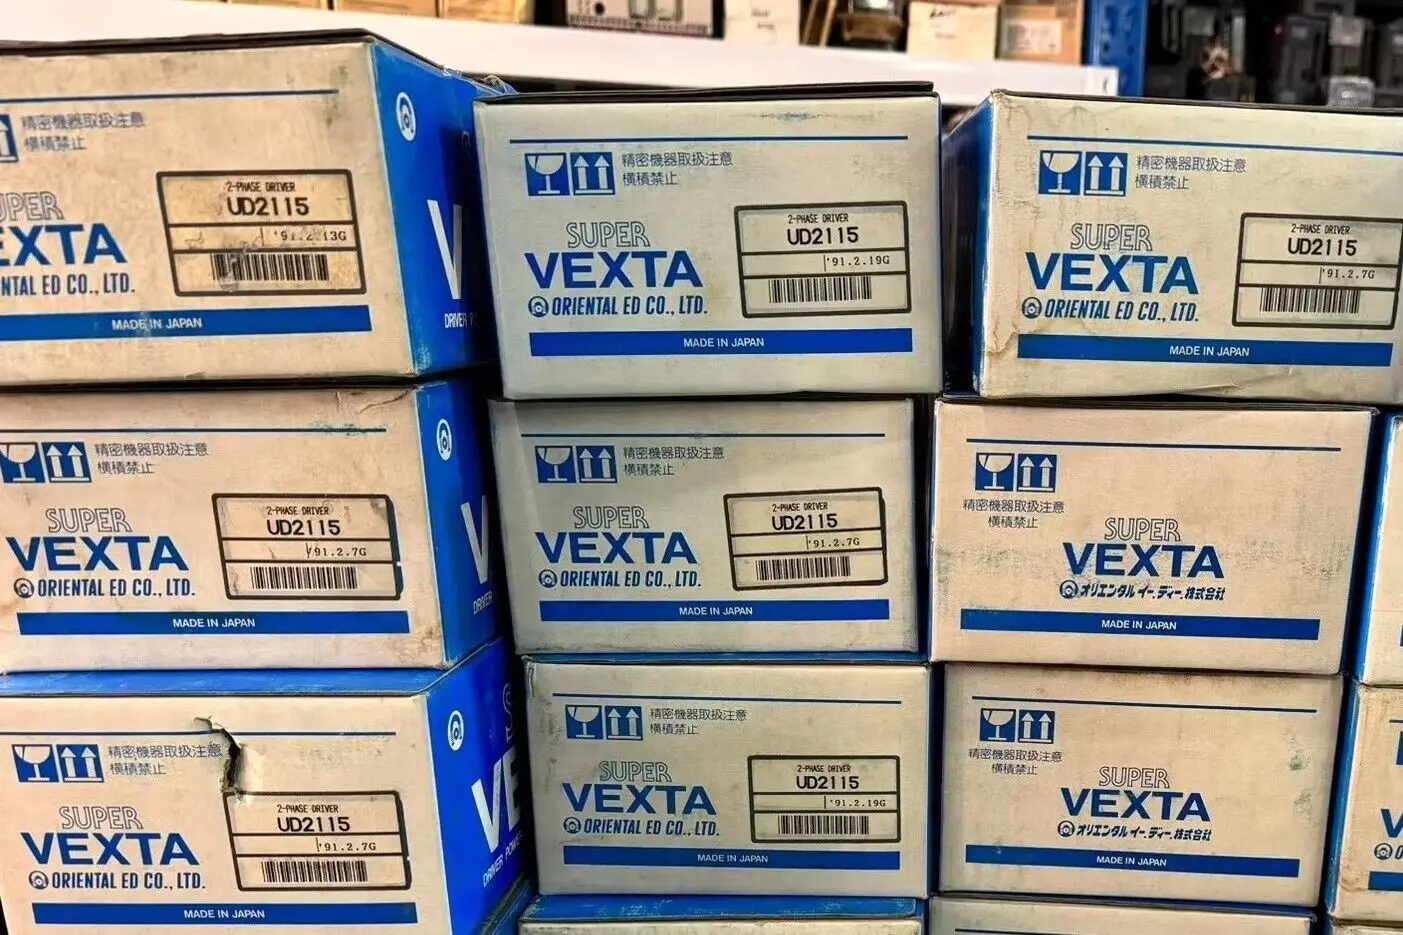 精密機器取扱注意
横積禁止
2-PHASE DRIVER
UD2115
'91.2.13G
EXTA
ED CO., LTD.
MADE IN JAPAN
V
DRIVER
精密機器取扱注意
横積禁止
SUPER
VEXTA
ORIENTAL ED CO., LTD.
2-PHASE DRIVER
UD2115
'91.2.19G
MADE IN JAPAN
精密機器取扱注意
横積禁止
SUPER
VEXTA
ORIENTAL ED CO., LTD.
2-PHASE DRIVER
UD2115
'91.2.7G
MADE IN JAPAN
精密機器取扱注意
横積禁止
SUPER
VEXTA
ORIENTAL ED CO., LTD.
2-PHASE DRIVER
UD2115
'91.2.7G
MADE IN JAPAN
V
DRIVER
精密機器取扱注意
横積禁止
SUPER
VEXTA
ORIENTAL ED CO., LTD.
2-PHASE DRIVER
UD2115
'91.2.7G
MADE IN JAPAN
精密機器取扱注意
横積禁止
SUPER
VEXTA
オリエンタル イー.ディー.株式会社
MADE IN JAPAN
精密機器取扱注意
横積禁止
SUPER
VEXTA
ORIENTAL ED CO., LTD.
2-PHASE DRIVER
UD2115
'91.2.7G
MADE IN JAPAN
S
VE
DRIVER
精密機器取扱注意
横積禁止
SUPER
VEXTA
ORIENTAL ED CO., LTD.
2-PHASE DRIVER
UD2115
'91.2.19G
MADE IN JAPAN
精密機器取扱注意
横積禁止
SUPER
VEXTA
オリエンタル イー.ディー.株式会社
MADE IN JAPAN